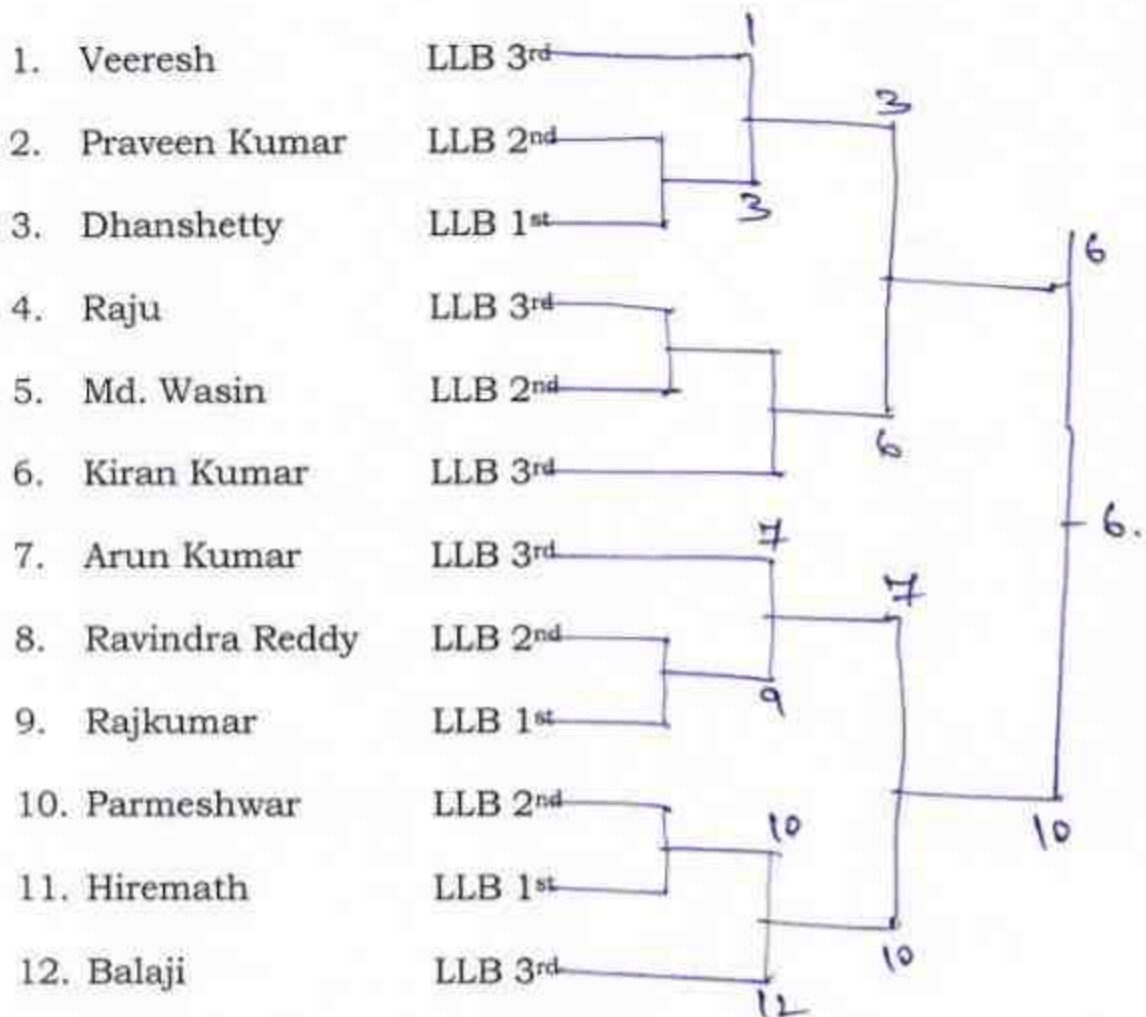 1
1. Veeresh LLB 3rd
3
2. Praveen Kumar LLB 2nd
3
3. Dhanshetty LLB 1st
6
4. Raju LLB 3rd
5. Md. Wasin LLB 2nd
6
6. Kiran Kumar LLB 3rd
6.
7
7. Arun Kumar LLB 3rd
7
8. Ravindra Reddy LLB 2nd
9
9. Rajkumar LLB 1st
10. Parmeshwar LLB 2nd
10
10
11. Hiremath LLB 1st
10
12. Balaji LLB 3rd
12